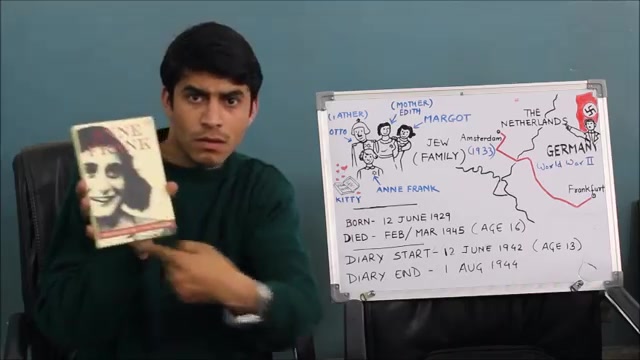 NE
NK
(FATHER)
OTTO
(MOTHER)
EDITH
MARGOT
ANNE FRANK
KITTY
JEW
(FAMILY)
THE
NETHERLANDS
Amsterdam
(1933)
GERMANY
World War II
Frankfurt
BORN- 12 JUNE 1929
DIED- FEB/MAR 1945 (AGE 16)
DIARY START- 12 JUNE 1942 (AGE 13)
DIARY END - 1 AUG 1944